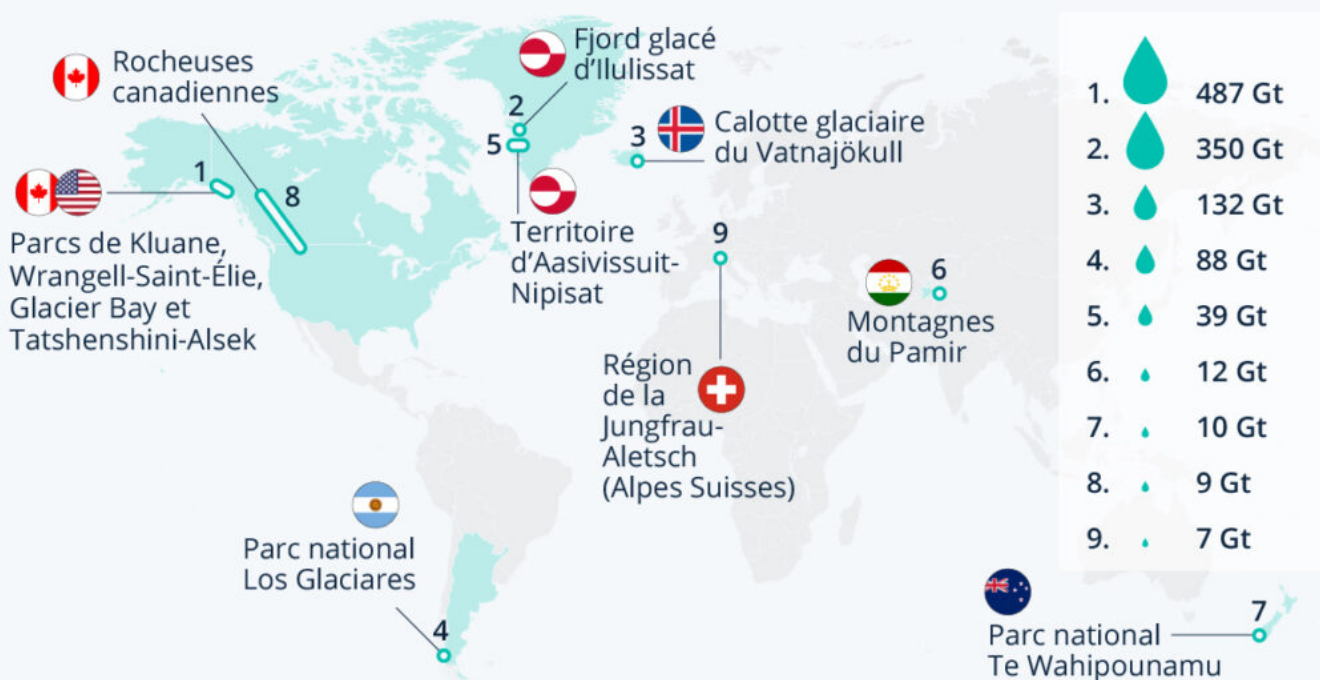 Rocheuses
canadiennes
Fjord glacé
d'Ilulissat
2
5
3
Calotte glaciaire
du Vatnajökull
1
8
Parcs de Kluane,
Wrangell-Saint-Élie,
Glacier Bay et
Tatshenshini-Alsek
Territoire
d'Aasivissuit-
Nipisat
9
6
Montagnes
du Pamir
Région
de la
Jungfrau-
Aletsch
(Alpes Suisses)
Parc national
Los Glaciares
4
7
Parc national
Te Wahipounamu
1. 487 Gt
2. 350 Gt
3. 132 Gt
4. 88 Gt
5. 39 Gt
6. 12 Gt
7. 10 Gt
8. 9 Gt
9. 7 Gt